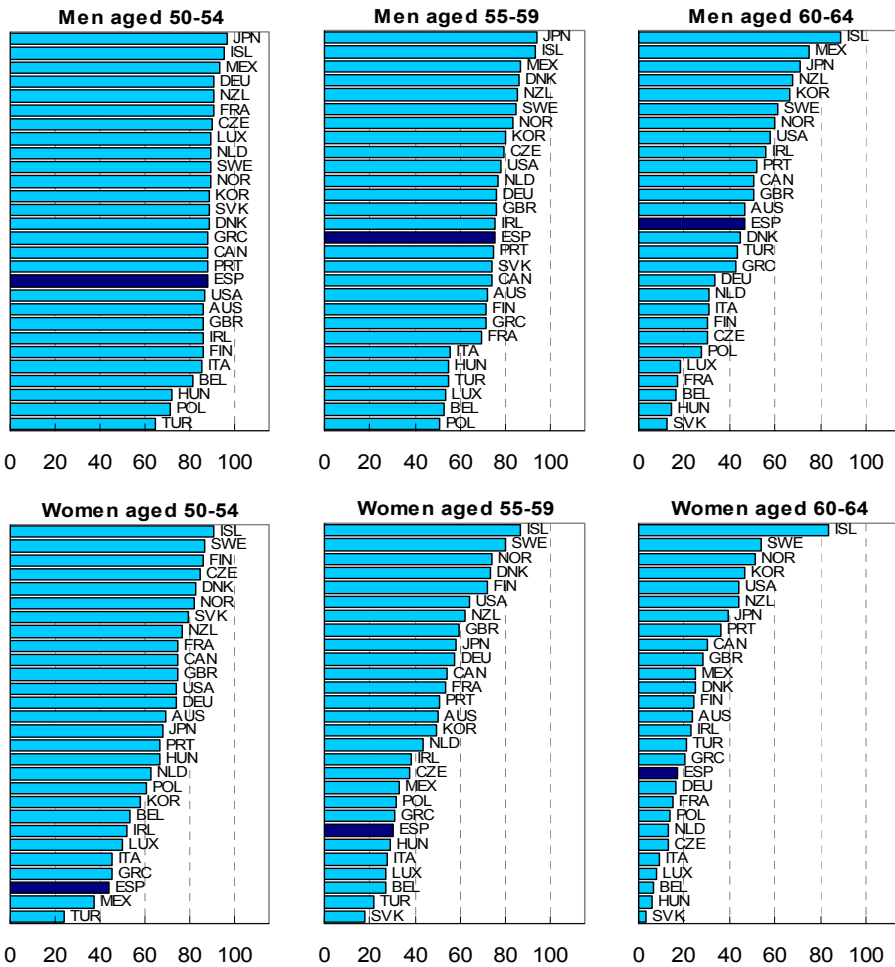 Men aged 50-54
JPN
ISL
MEX
DEU
NZL
FRA
CZE
LUX
NLD
SWE
NOR
KOR
SVK
DNK
GRC
CAN
PRT
ESP
USA
AUS
GBR
IRL
FIN
ITA
BEL
HUN
POL
TUR
0 20 40 60 80 100
Men aged 55-59
JPN
ISL
MEX
DNK
NZL
SWE
NOR
KOR
CZE
USA
NLD
DEU
GBR
IRL
ESP
PRT
SVK
CAN
AUS
FIN
GRC
FRA
ITA
HUN
TUR
LUX
BEL
POL
0 20 40 60 80 100
Men aged 60-64
ISL
MEX
JPN
NZL
KOR
SWE
NOR
USA
IRL
PRT
CAN
GBR
AUS
ESP
DNK
TUR
GRC
DEU
NLD
ITA
FIN
CZE
POL
LUX
FRA
BEL
HUN
SVK
0 20 40 60 80 100
Women aged 50-54
ISL
SWE
FIN
CZE
DNK
NOR
SVK
NZL
FRA
CAN
GBR
USA
DEU
AUS
JPN
PRT
HUN
NLD
POL
KOR
BEL
IRL
LUX
ITA
GRC
ESP
MEX
TUR
0 20 40 60 80 100
Women aged 55-59
ISL
SWE
NOR
DNK
FIN
USA
NZL
GBR
JPN
DEU
CAN
FRA
PRT
AUS
KOR
NLD
IRL
CZE
MEX
POL
GRC
ESP
HUN
ITA
LUX
BEL
TUR
SVK
0 20 40 60 80 100
Women aged 60-64
ISL
SWE
NOR
KOR
USA
NZL
JPN
PRT
CAN
GBR
MEX
DNK
FIN
AUS
IRL
TUR
GRC
ESP
DEU
FRA
POL
NLD
CZE
ITA
LUX
BEL
HUN
SVK
0 20 40 60 80 100